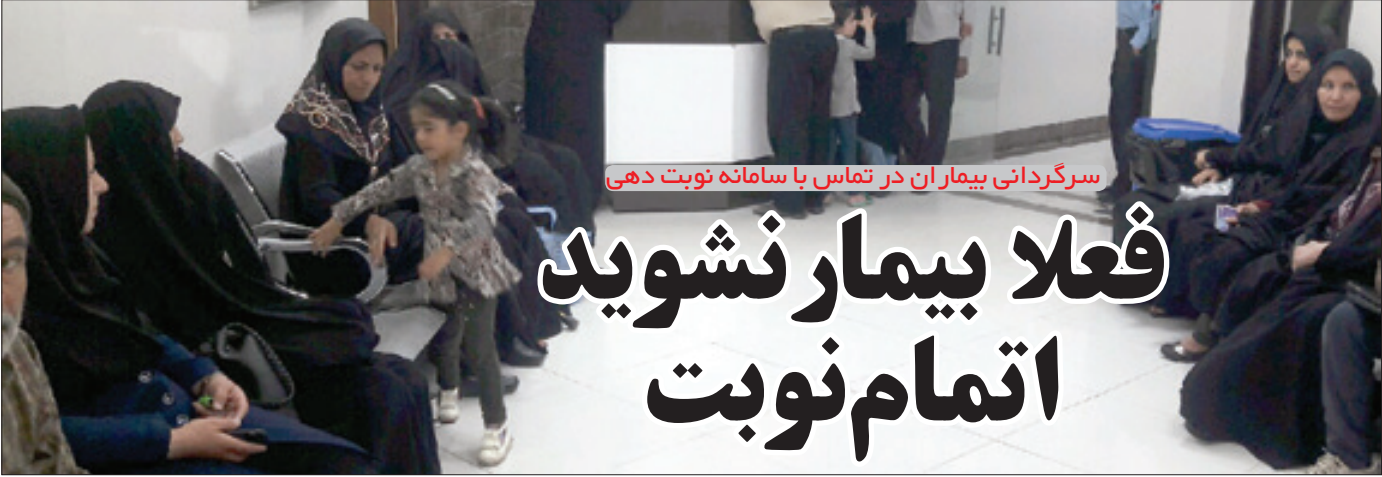 سرگردانی بیماران در تماس با سامانه نوبت دهی
فعلا بیمار نشوید
اتمام نوبت